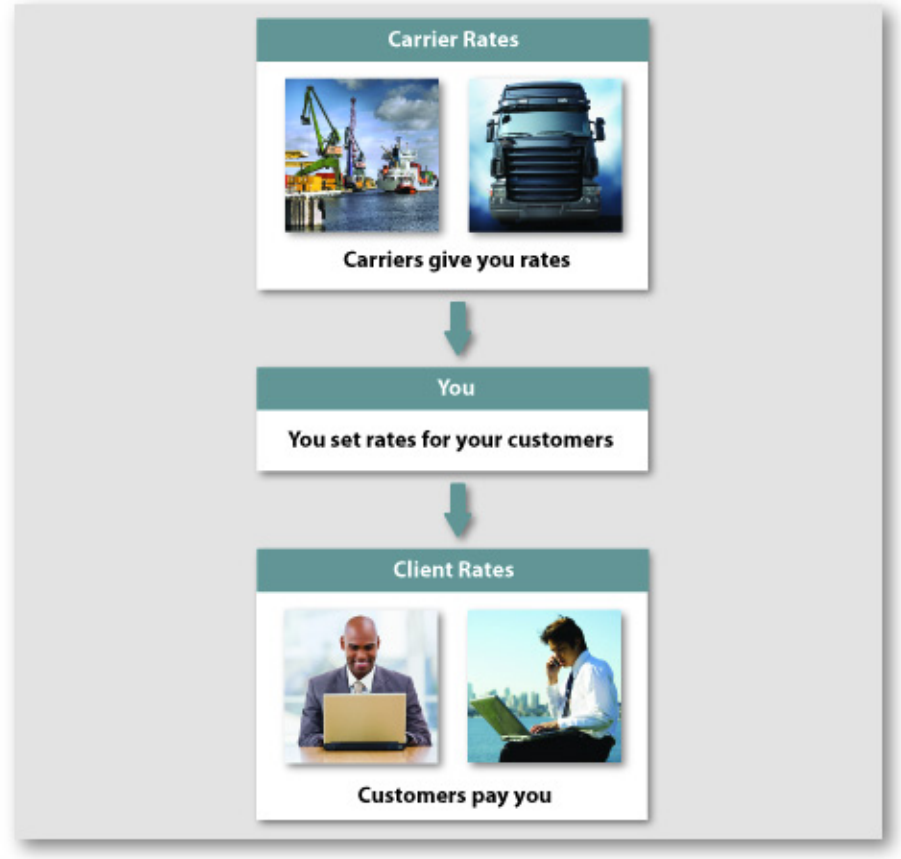 Carrier Rates
Carriers give you rates
You
You set rates for your customers
Client Rates
Customers pay you